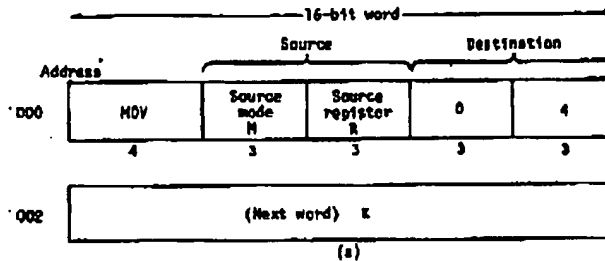 16-bit word
Source Destination
Address
000 MOV Source mode M Source register R 0 4
4 3 3 3 3
002 (Next word) K
(a)